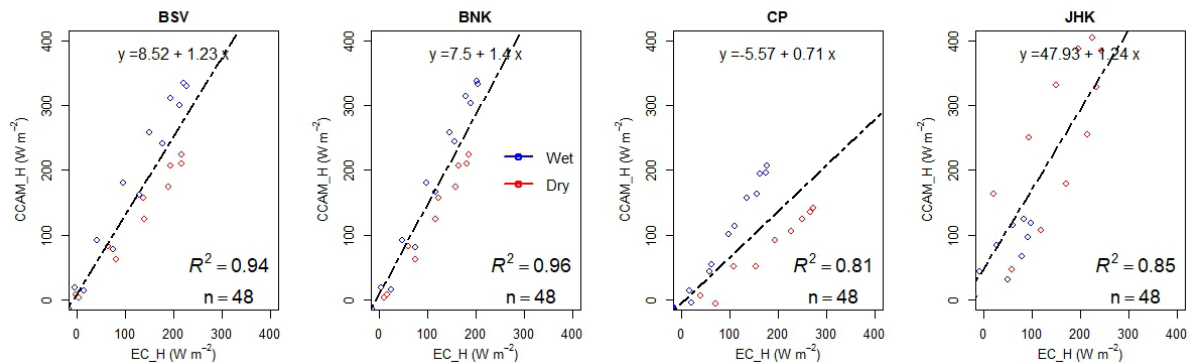 BSV
y =8.52 + 1.23 x
CCAM_H (W m⁻²)
400
300
200
100
0
R² = 0.94
n = 48
0 100 200 300 400
EC_H (W m⁻²)
BNK
y =7.5 + 1.4 x
CCAM_H (W m⁻²)
400
300
200
100
0
Wet
Dry
R² = 0.96
n = 48
0 100 200 300 400
EC_H (W m⁻²)
CP
y =-5.57 + 0.71 x
CCAM_H (W m⁻²)
400
300
200
100
0
R² = 0.81
n = 48
0 100 200 300 400
EC_H (W m⁻²)
JHK
y =47.93 + 1.24 x
CCAM_H (W m⁻²)
400
300
200
100
0
R² = 0.85
n = 48
0 100 200 300 400
EC_H (W m⁻²)